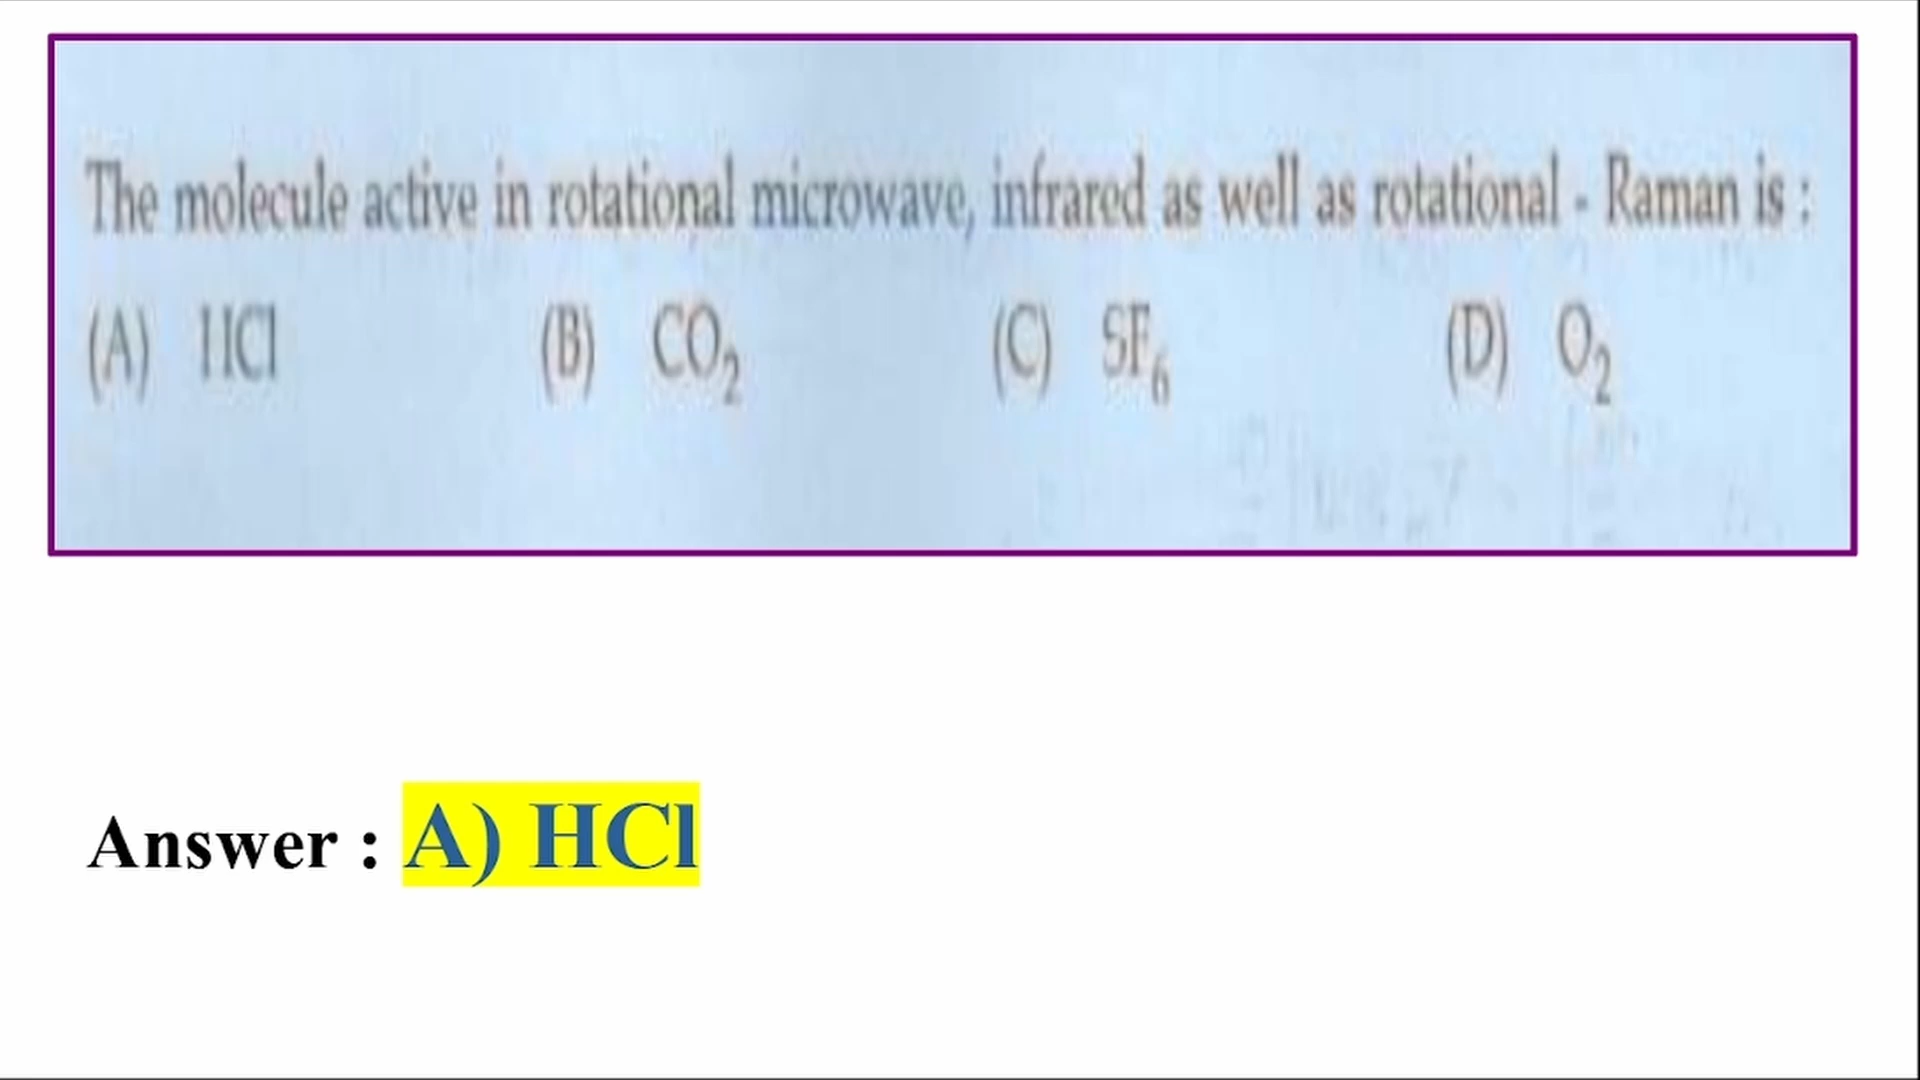 The molecule active in rotational microwave, infrared as well as rotational - Raman is :
(A) HCl (B) CO₂ (C) SF₆ (D) O₂
Answer : A) HCl